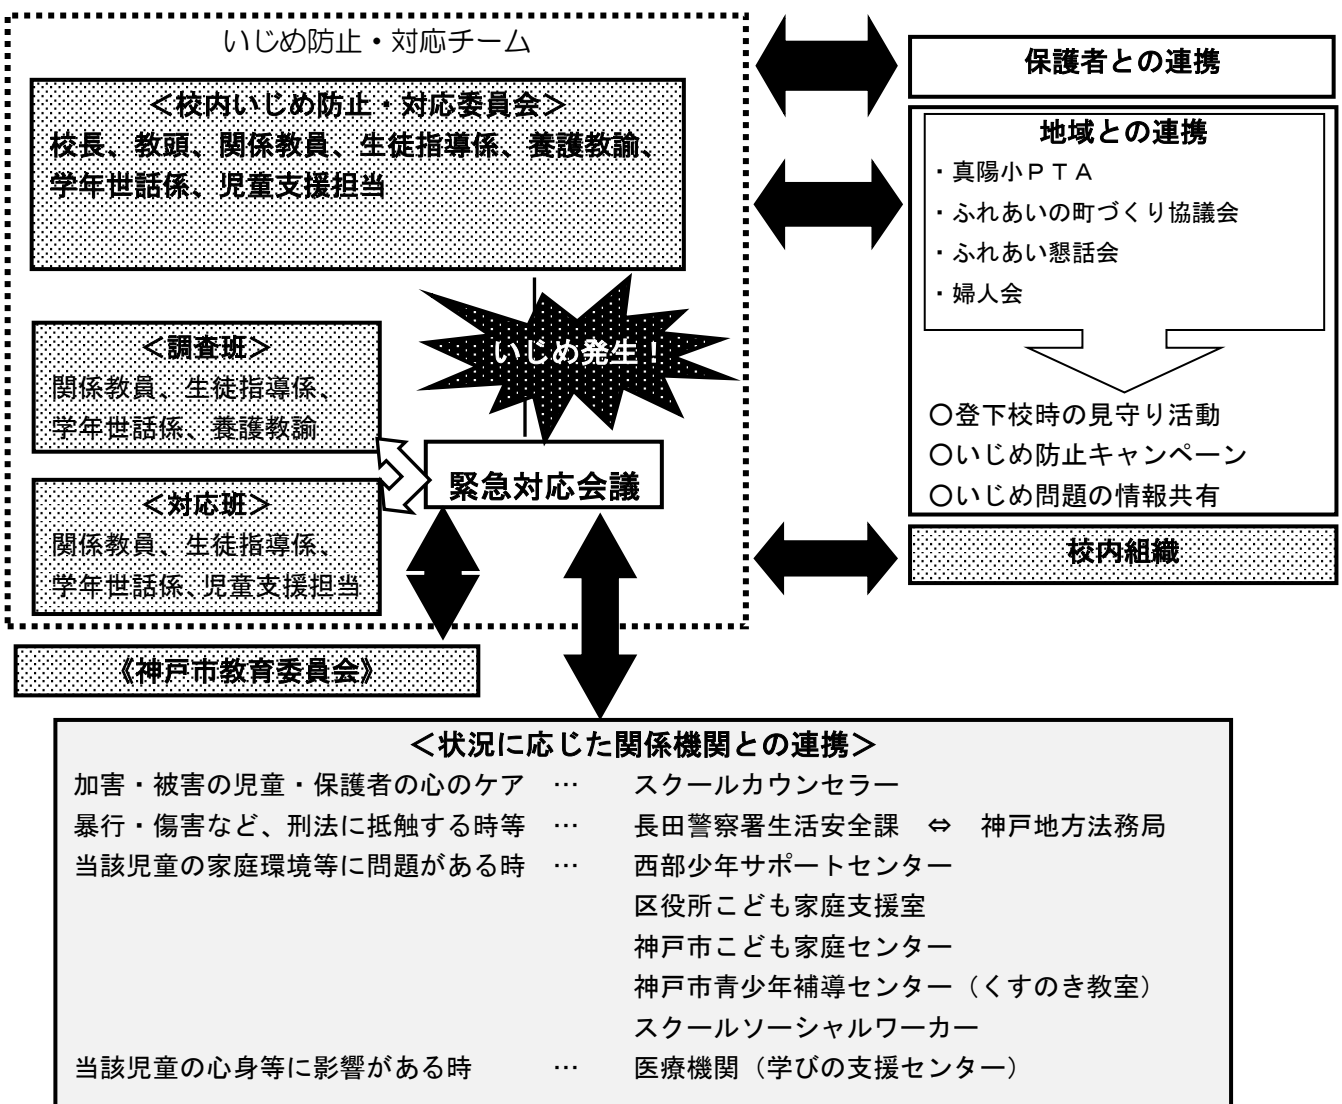 いじめ防止・対応チーム
＜校内いじめ防止・対応委員会＞
校長、教頭、関係教員、生徒指導係、養護教諭、
学年世話係、児童支援担当
いじめ発生！
＜調査班＞
関係教員、生徒指導係、
学年世話係、養護教諭
緊急対応会議
＜対応班＞
関係教員、生徒指導係、
学年世話係、児童支援担当
《神戸市教育委員会》
保護者との連携
地域との連携
・真陽小ＰＴＡ
・ふれあいの町づくり協議会
・ふれあい懇話会
・婦人会
○登下校時の見守り活動
○いじめ防止キャンペーン
○いじめ問題の情報共有
校内組織
＜状況に応じた関係機関との連携＞
加害・被害の児童・保護者の心のケア … スクールカウンセラー
暴行・傷害など、刑法に抵触する時等 … 長田警察署生活安全課 ⇔ 神戸地方法務局
当該児童の家庭環境等に問題がある時 … 西部少年サポートセンター
区役所こども家庭支援室
神戸市こども家庭センター
神戸市青少年補導センター（くすのき教室）
スクールソーシャルワーカー
当該児童の心身等に影響がある時 … 医療機関（学びの支援センター）